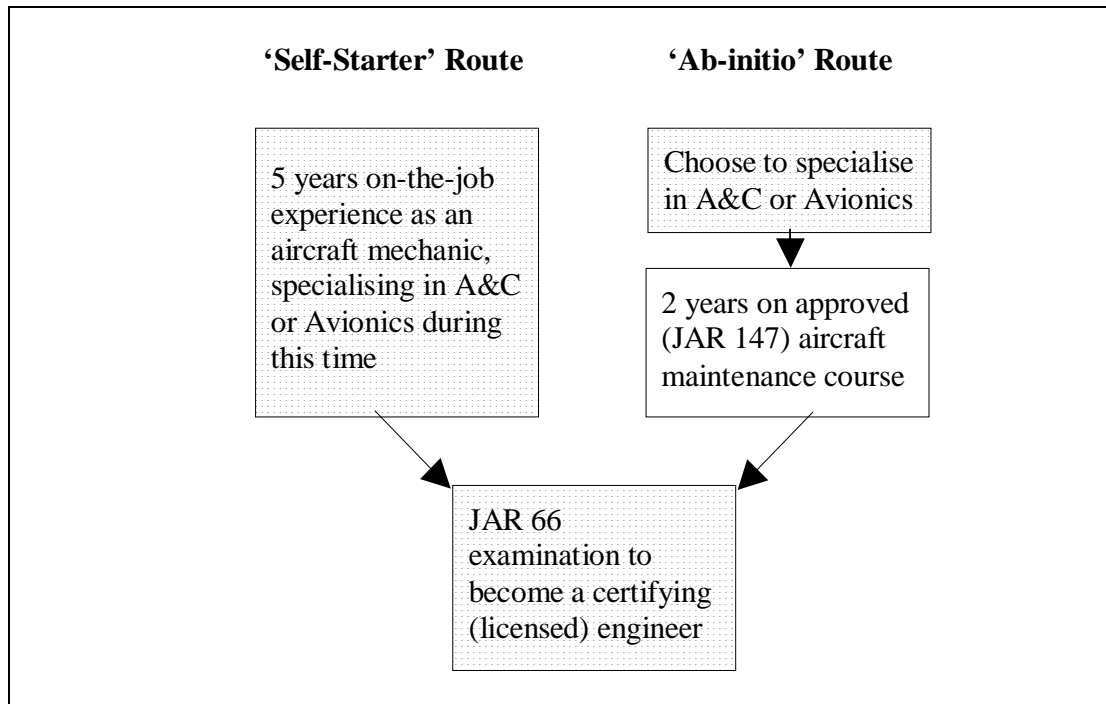 ‘Self-Starter’ Route
‘Ab-initio’ Route
5 years on-the-job
experience as an
aircraft mechanic,
specialising in A&C
or Avionics during
this time
Choose to specialise
in A&C or Avionics
2 years on approved
(JAR 147) aircraft
maintenance course
JAR 66
examination to
become a certifying
(licensed) engineer